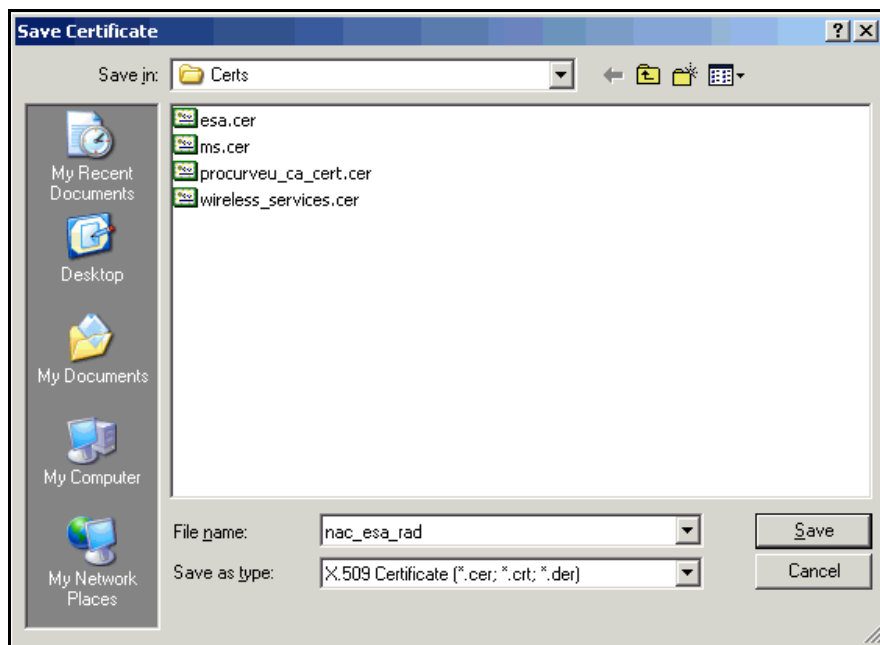 Save Certificate
Save in:
Certs
My Recent
Documents
Desktop
My Documents
My Computer
My Network
Places
esa.cer
ms.cer
procurveu_ca_cert.cer
wireless_services.cer
File name:
nac_esa_rad
Save
Save as type:
X.509 Certificate (*.cer; *.crt; *.der)
Cancel